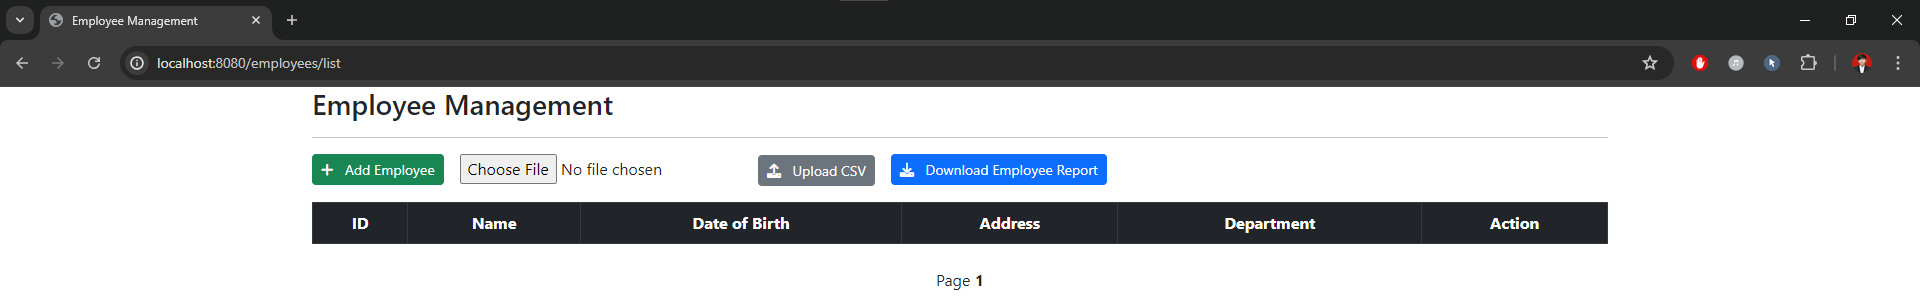 Employee Management
localhost:8080/employees/list
Employee Management
Add Employee Choose File No file chosen Upload CSV Download Employee Report
ID Name Date of Birth Address Department Action
Page 1